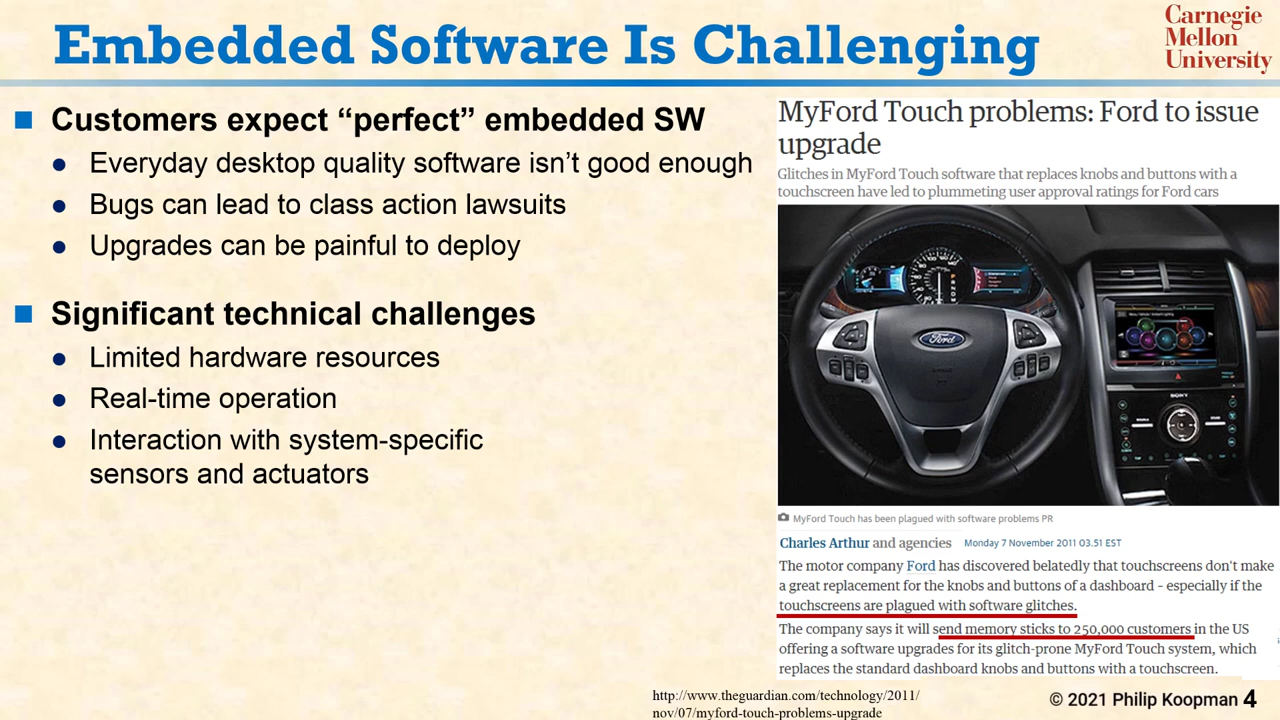 Embedded Software Is Challenging
Carnegie
Mellon
University
Customers expect “perfect” embedded SW
Everyday desktop quality software isn’t good enough
Bugs can lead to class action lawsuits
Upgrades can be painful to deploy
Significant technical challenges
Limited hardware resources
Real-time operation
Interaction with system-specific
sensors and actuators
MyFord Touch problems: Ford to issue
upgrade
Glitches in MyFord Touch software that replaces knobs and buttons with a
touchscreen have led to plummeting user approval ratings for Ford cars
Ford
SONY
MyFord Touch has been plagued with software problems PR
Charles Arthur and agencies Monday 7 November 2011 03.51 EST
The motor company Ford has discovered belatedly that touchscreens don't make
a great replacement for the knobs and buttons of a dashboard – especially if the
touchscreens are plagued with software glitches.
The company says it will send memory sticks to 250,000 customers in the US
offering a software upgrades for its glitch-prone MyFord Touch system, which
replaces the standard dashboard knobs and buttons with a touchscreen.
http://www.theguardian.com/technology/2011/
nov/07/myford-touch-problems-upgrade
© 2021 Philip Koopman 4